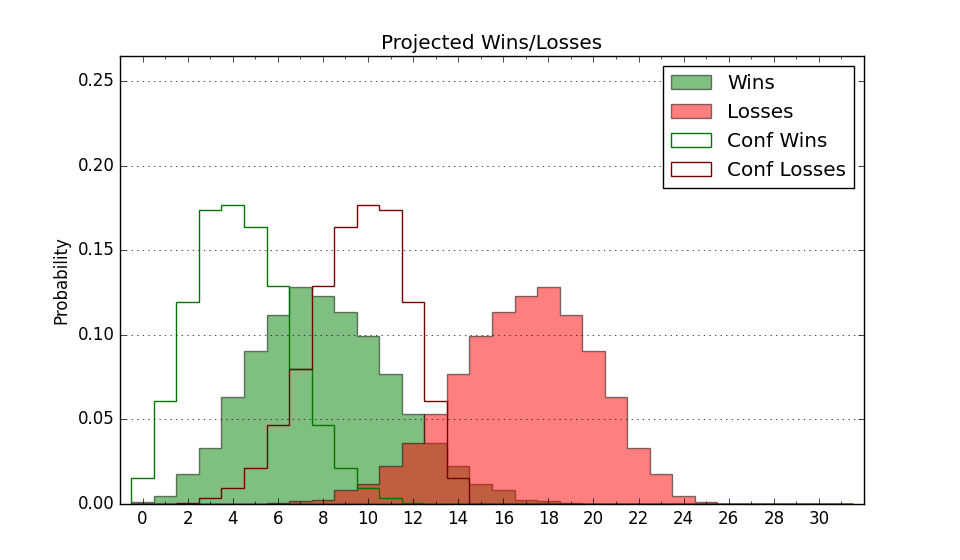 Projected Wins/Losses
Wins
Losses
Conf Wins
Conf Losses
Probability
0.25
0.20
0.15
0.10
0.05
0.00
0 2 4 6 8 10 12 14 16 18 20 22 24 26 28 30